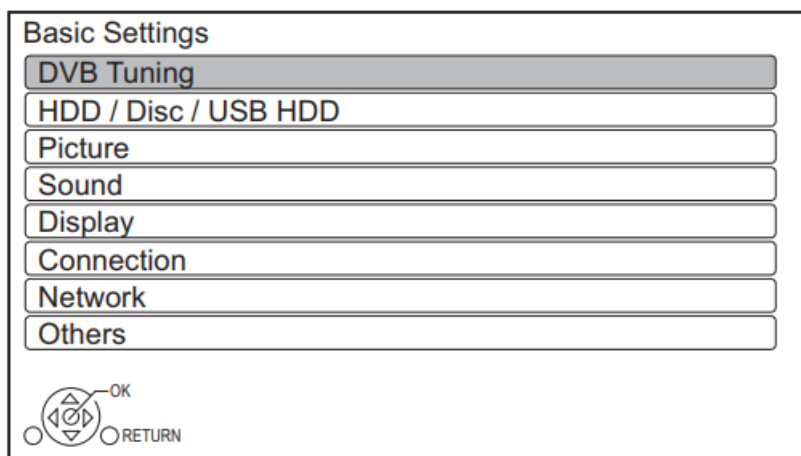 Basic Settings
DVB Tuning
HDD / Disc / USB HDD
Picture
Sound
Display
Connection
Network
Others
OK
RETURN